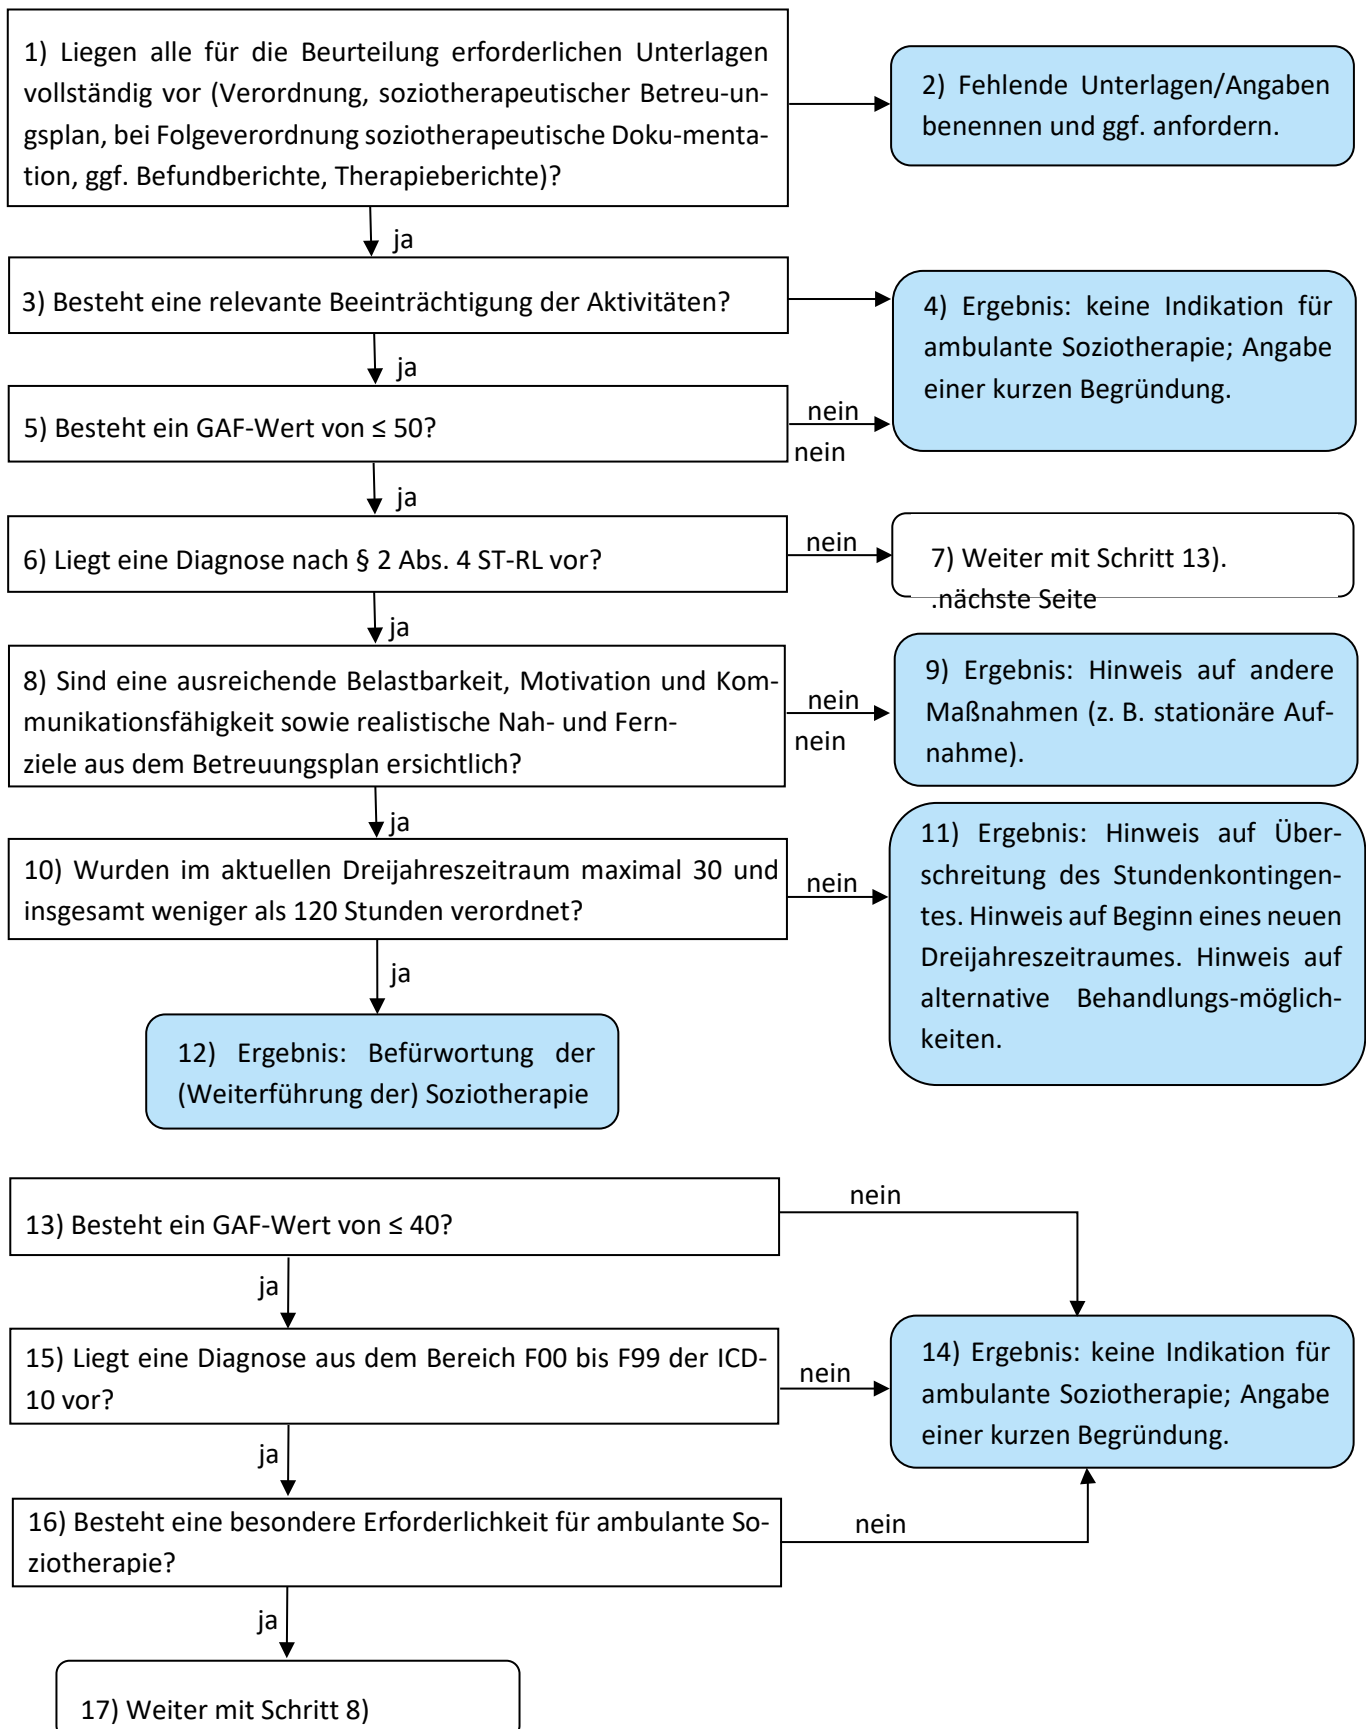 1) Liegen alle für die Beurteilung erforderlichen Unterlagen
vollständig vor (Verordnung, soziotherapeutischer Betreu-un-
gsplan, bei Folgeverordnung soziotherapeutische Doku-menta-
tion, ggf. Befundberichte, Therapieberichte)?
2) Fehlende Unterlagen/Angaben
benennen und ggf. anfordern.
ja
3) Besteht eine relevante Beeinträchtigung der Aktivitäten?
4) Ergebnis: keine Indikation für
ambulante Soziotherapie; Angabe
einer kurzen Begründung.
ja
5) Besteht ein GAF-Wert von ≤ 50?
nein
nein
ja
6) Liegt eine Diagnose nach § 2 Abs. 4 ST-RL vor?
nein
7) Weiter mit Schritt 13).
.nächste Seite
ja
8) Sind eine ausreichende Belastbarkeit, Motivation und Kom-
munikationsfähigkeit sowie realistische Nah- und Fern-
ziele aus dem Betreuungsplan ersichtlich?
nein
nein
9) Ergebnis: Hinweis auf andere
Maßnahmen (z. B. stationäre Auf-
nahme).
ja
10) Wurden im aktuellen Dreijahreszeitraum maximal 30 und
insgesamt weniger als 120 Stunden verordnet?
nein
11) Ergebnis: Hinweis auf Über-
schreitung des Stundenkontingen-
tes. Hinweis auf Beginn eines neuen
Dreijahreszeitraumes. Hinweis auf
alternative Behandlungs-möglich-
keiten.
ja
12) Ergebnis: Befürwortung der
(Weiterführung der) Soziotherapie
13) Besteht ein GAF-Wert von ≤ 40?
nein
ja
15) Liegt eine Diagnose aus dem Bereich F00 bis F99 der ICD-
10 vor?
nein
14) Ergebnis: keine Indikation für
ambulante Soziotherapie; Angabe
einer kurzen Begründung.
ja
16) Besteht eine besondere Erforderlichkeit für ambulante So-
ziotherapie?
nein
ja
17) Weiter mit Schritt 8)